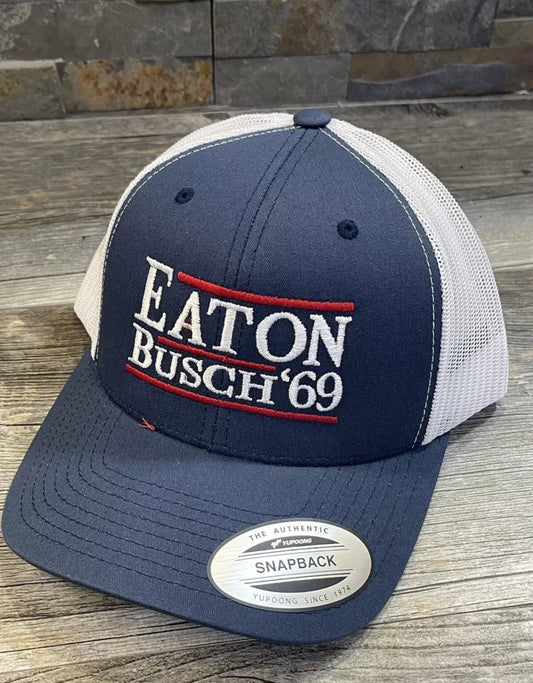 EATON
BUSCH '69
THE AUTHENTIC
YUPOONG
SNAPBACK
YUPOONG SINCE 1974